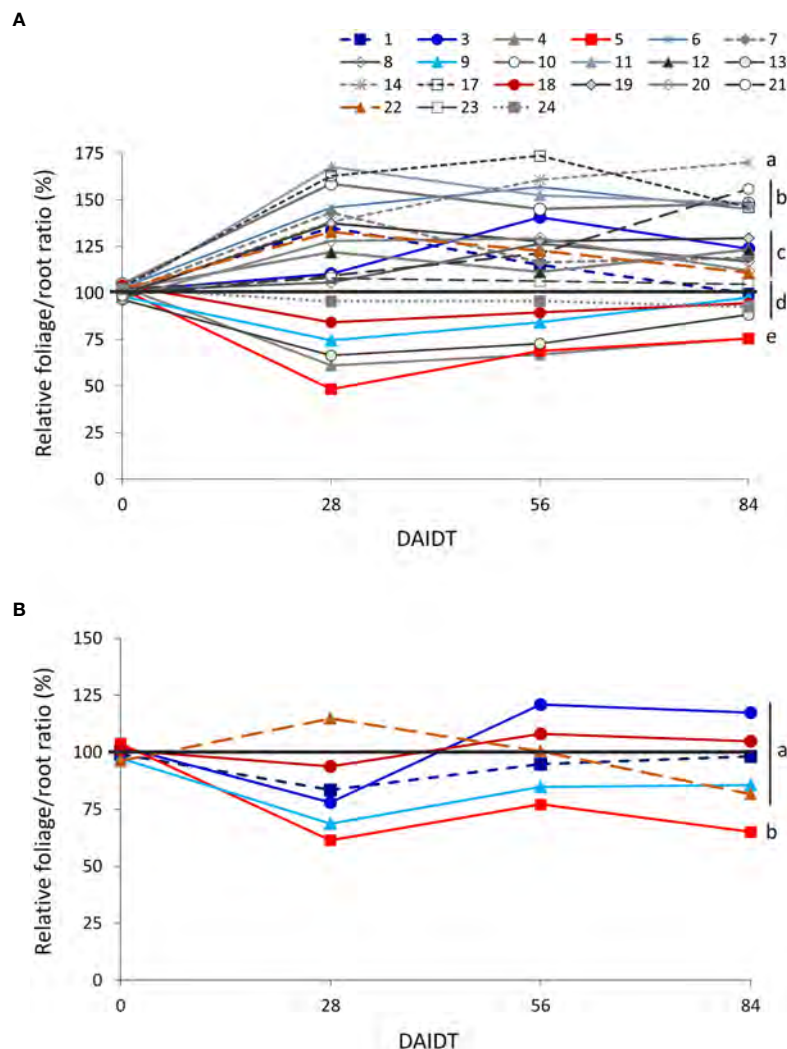 A
1 3 4 5 6 7
8 9 10 11 12 13
14 17 18 19 20 21
22 23 24
175
150
125
100
75
50
25
0
Relative foliage/root ratio (%)
a
b
c
d
e
0 28 56 84
DAIDT
B
150
125
100
75
50
25
0
Relative foliage/root ratio (%)
a
b
0 28 56 84
DAIDT